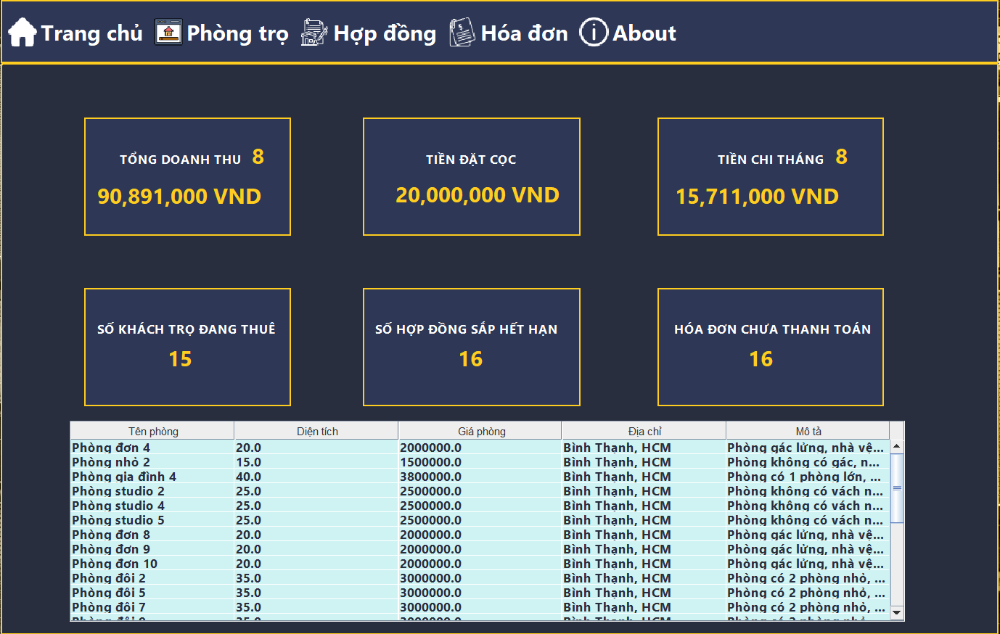 Trang chủ Phòng trọ Hợp đồng Hóa đơn About
TỔNG DOANH THU 8
90,891,000 VND
TIỀN ĐẶT CỌC
20,000,000 VND
TIỀN CHI THÁNG 8
15,711,000 VND
SỐ KHÁCH TRỌ ĐANG THUÊ
15
SỐ HỢP ĐỒNG SẮP HẾT HẠN
16
HÓA ĐƠN CHƯA THANH TOÁN
16
Tên phòng Diện tích Giá phòng Địa chỉ Mô tả
Phòng đơn 4 20.0 2000000.0 Bình Thạnh, HCM Phòng gác lửng, nhà vệ...
Phòng nhỏ 2 15.0 1500000.0 Bình Thạnh, HCM Phòng không có gác, n...
Phòng gia đình 4 40.0 3800000.0 Bình Thạnh, HCM Phòng có 1 phòng lớn, ...
Phòng studio 2 25.0 2500000.0 Bình Thạnh, HCM Phòng không có vách n...
Phòng studio 4 25.0 2500000.0 Bình Thạnh, HCM Phòng không có vách n...
Phòng studio 5 25.0 2500000.0 Bình Thạnh, HCM Phòng không có vách n...
Phòng đơn 8 20.0 2000000.0 Bình Thạnh, HCM Phòng gác lửng, nhà vệ...
Phòng đơn 9 20.0 2000000.0 Bình Thạnh, HCM Phòng gác lửng, nhà vệ...
Phòng đơn 10 20.0 2000000.0 Bình Thạnh, HCM Phòng gác lửng, nhà vệ...
Phòng đôi 2 35.0 3000000.0 Bình Thạnh, HCM Phòng có 2 phòng nhỏ, ...
Phòng đôi 5 35.0 3000000.0 Bình Thạnh, HCM Phòng có 2 phòng nhỏ, ...
Phòng đôi 7 35.0 3000000.0 Bình Thạnh, HCM Phòng có 2 phòng nhỏ, ...